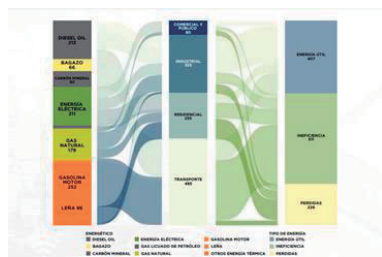 DIESEL OIL
213
BAGAZO
66
CARBÓN MINERAL
ENERGÍA
ELÉCTRICA
211
GAS
NATURAL
178
GASOLINA
MOTOR
252
LEÑA 96
COMERCIAL Y
PÚBLICO
INDUSTRIAL
RESIDENCIAL
TRANSPORTE
ENERGÍA ÚTIL
INEFICIENCIA
PERDIDAS
ENERGÉTICO
DIESEL OIL
BAGAZO
CARBÓN MINERAL
ENERGÍA ELÉCTRICA
GAS LICUADO DE PETRÓLEO
GAS NATURAL
GASOLINA MOTOR
LEÑA
OTROS ENERGÍA TÉRMICA
TIPO DE ENERGÍA
ENERGÍA ÚTIL
INEFICIENCIA
PERDIDAS